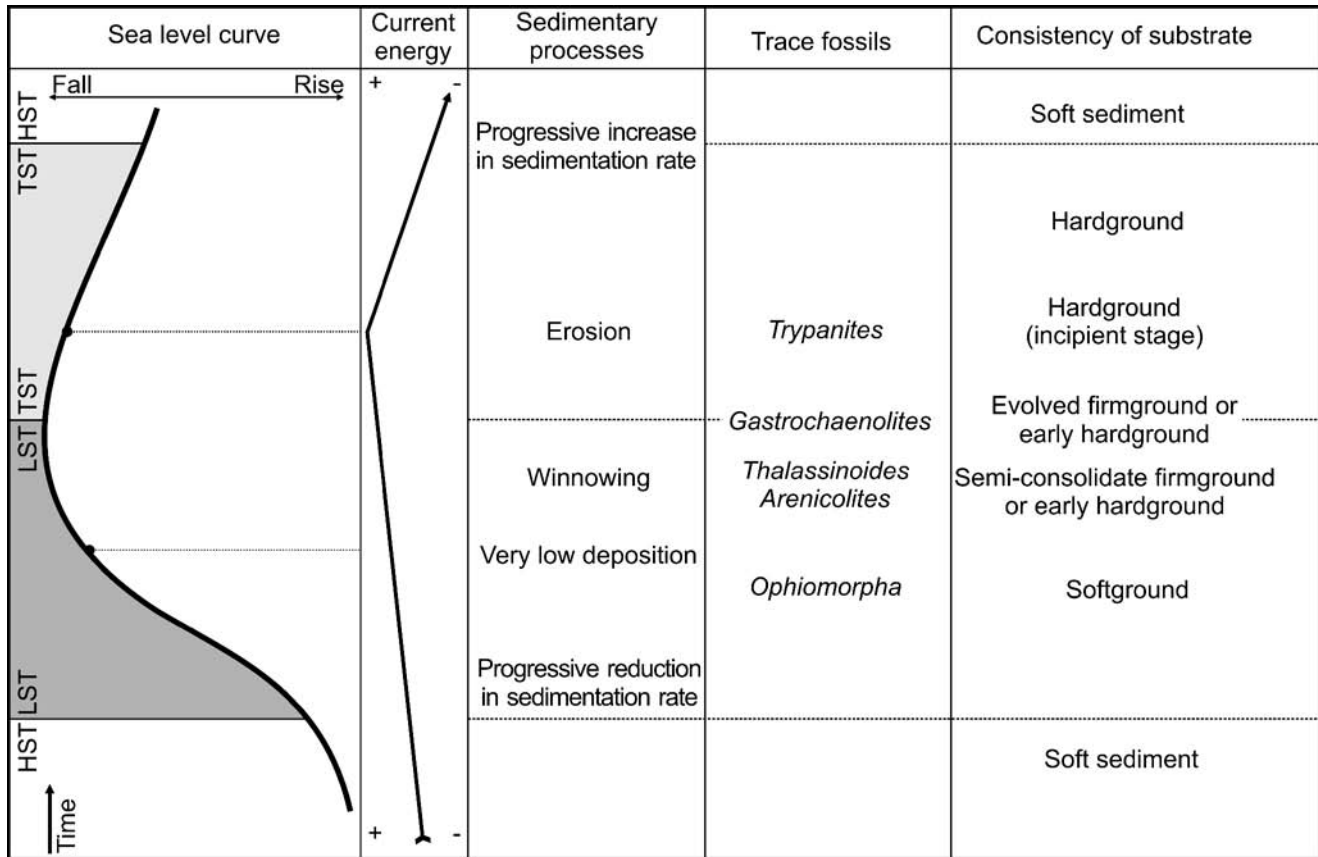 Sea level curve
Current
energy
Sedimentary
processes
Trace fossils
Consistency of substrate
Fall
Rise
+
-
HST
TST
Progressive increase
in sedimentation rate
Soft sediment
Hardground
Erosion
Trypanites
Hardground
(incipient stage)
TST
LST
Gastrochaenolites
Evolved firmground or
early hardground
Winnowing
Thalassinoides
Arenicolites
Semi-consolidate firmground
or early hardground
Very low deposition
Ophiomorpha
Softground
LST
HST
Progressive reduction
in sedimentation rate
Soft sediment
Time
+
-